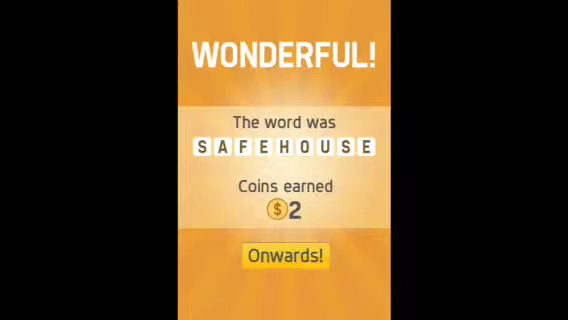 WONDERFUL!
The word was
SAFEHOUSE
Coins earned
$2
Onwards!